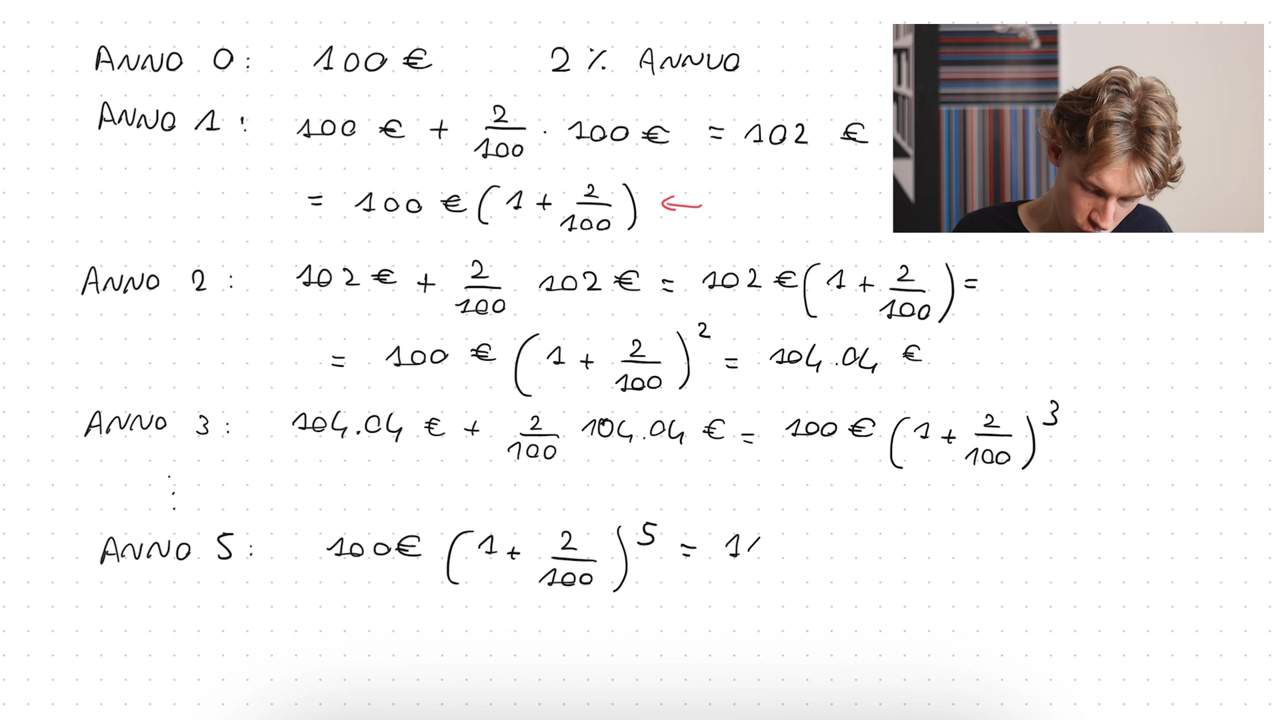 ANNO 0: 100 € 2 % ANNUO
ANNO 1: 100 € + 2/100 · 100 € = 102 €
= 100 € (1 + 2/100) ←
ANNO 2: 102 € + 2/100 102 € = 102 € (1 + 2/100) =
= 100 € (1 + 2/100)² = 104.04 €
ANNO 3: 104.04 € + 2/100 104.04 € = 100 € (1 + 2/100)³
⋮
ANNO 5: 100 € (1 + 2/100)⁵ = 1